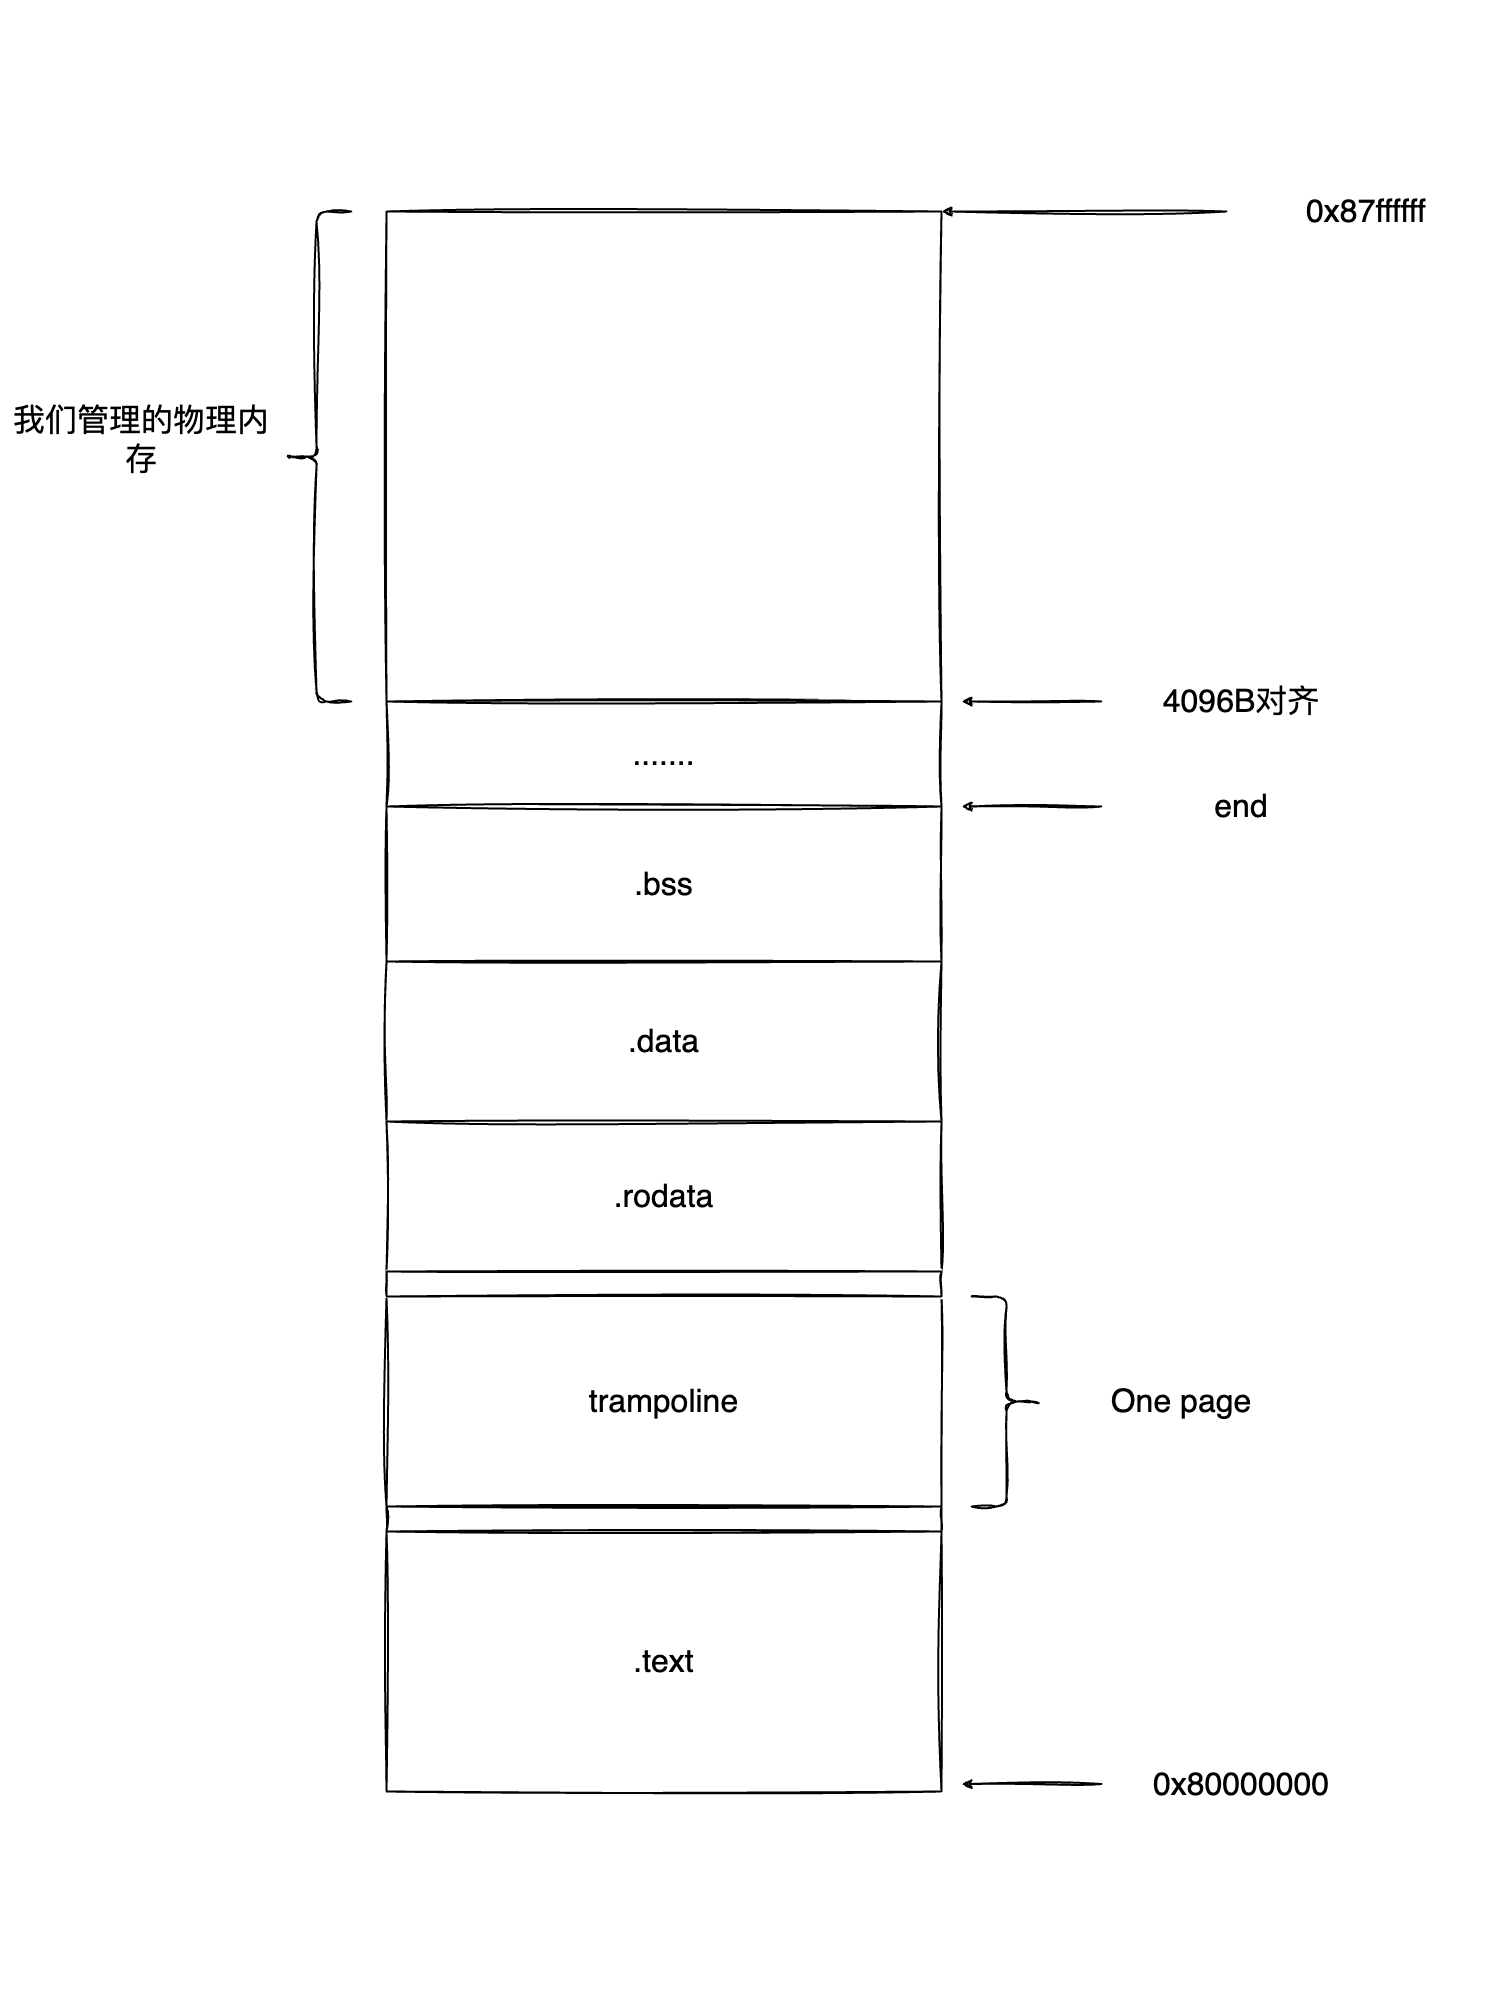 0x87ffffff
我们管理的物理内
存
4096B对齐
.......
end
.bss
.data
.rodata
trampoline
One page
.text
0x80000000